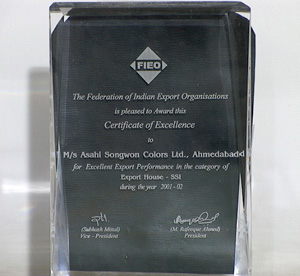 FIEO
The Federation of Indian Export Organisations
is pleased to Award this
Certificate of Excellence
to
M/s Asahi Songwon Colors Ltd., Ahmedabadd
for Excellent Export Performance in the category of
Export House - SSI
during the year 2001-02
(Subhash Mittal) (M. Rafeeque Ahmed)
Vice - President President